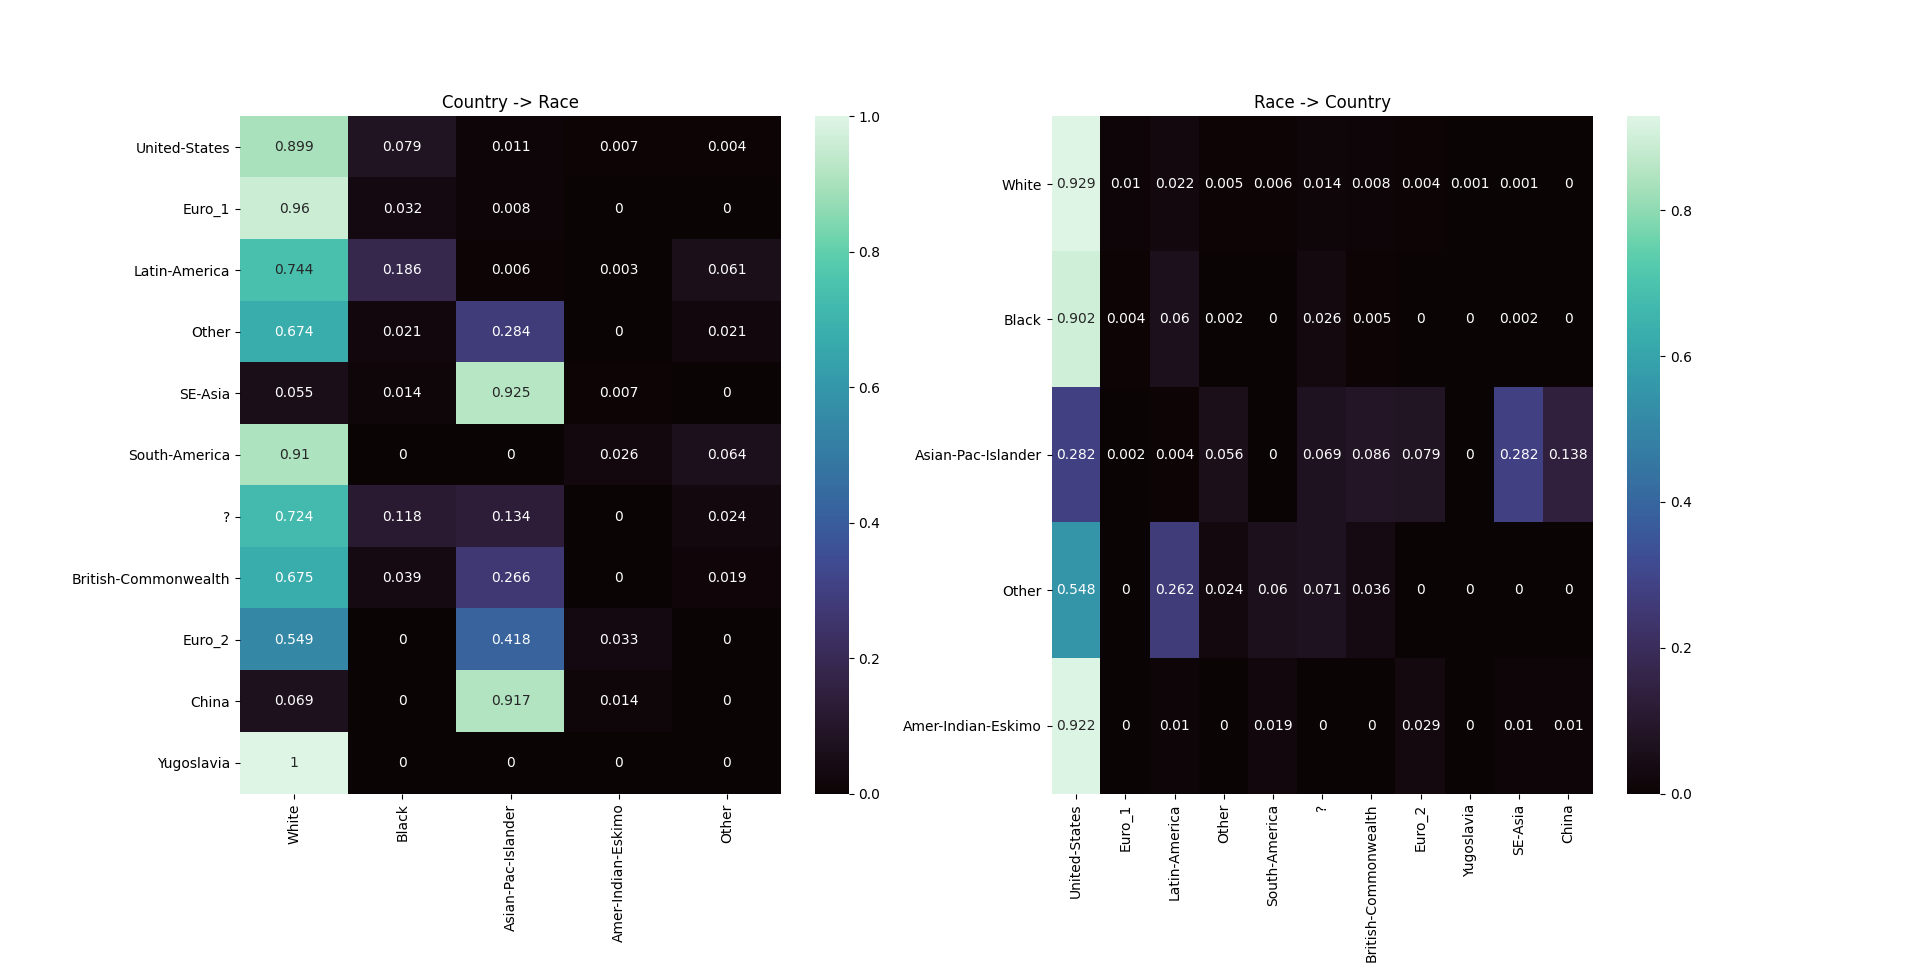 Country -> Race
United-States 0.899 0.079 0.011 0.007 0.004
Euro_1 0.96 0.032 0.008 0 0
Latin-America 0.744 0.186 0.006 0.003 0.061
Other 0.674 0.021 0.284 0 0.021
SE-Asia 0.055 0.014 0.925 0.007 0
South-America 0.91 0 0 0.026 0.064
? 0.724 0.118 0.134 0 0.024
British-Commonwealth 0.675 0.039 0.266 0 0.019
Euro_2 0.549 0 0.418 0.033 0
China 0.069 0 0.917 0.014 0
Yugoslavia 1 0 0 0 0
White Black Asian-Pac-Islander Amer-Indian-Eskimo Other
1.0
0.8
0.6
0.4
0.2
0.0
Race -> Country
White 0.929 0.01 0.022 0.005 0.006 0.014 0.008 0.004 0.001 0.001 0
Black 0.902 0.004 0.06 0.002 0 0.026 0.005 0 0 0.002 0
Asian-Pac-Islander 0.282 0.002 0.004 0.056 0 0.069 0.086 0.079 0 0.282 0.138
Other 0.548 0 0.262 0.024 0.06 0.071 0.036 0 0 0 0
Amer-Indian-Eskimo 0.922 0 0.01 0 0.019 0 0 0.029 0 0.01 0.01
United-States Euro_1 Latin-America Other South-America ? British-Commonwealth Euro_2 Yugoslavia SE-Asia China
0.8
0.6
0.4
0.2
0.0